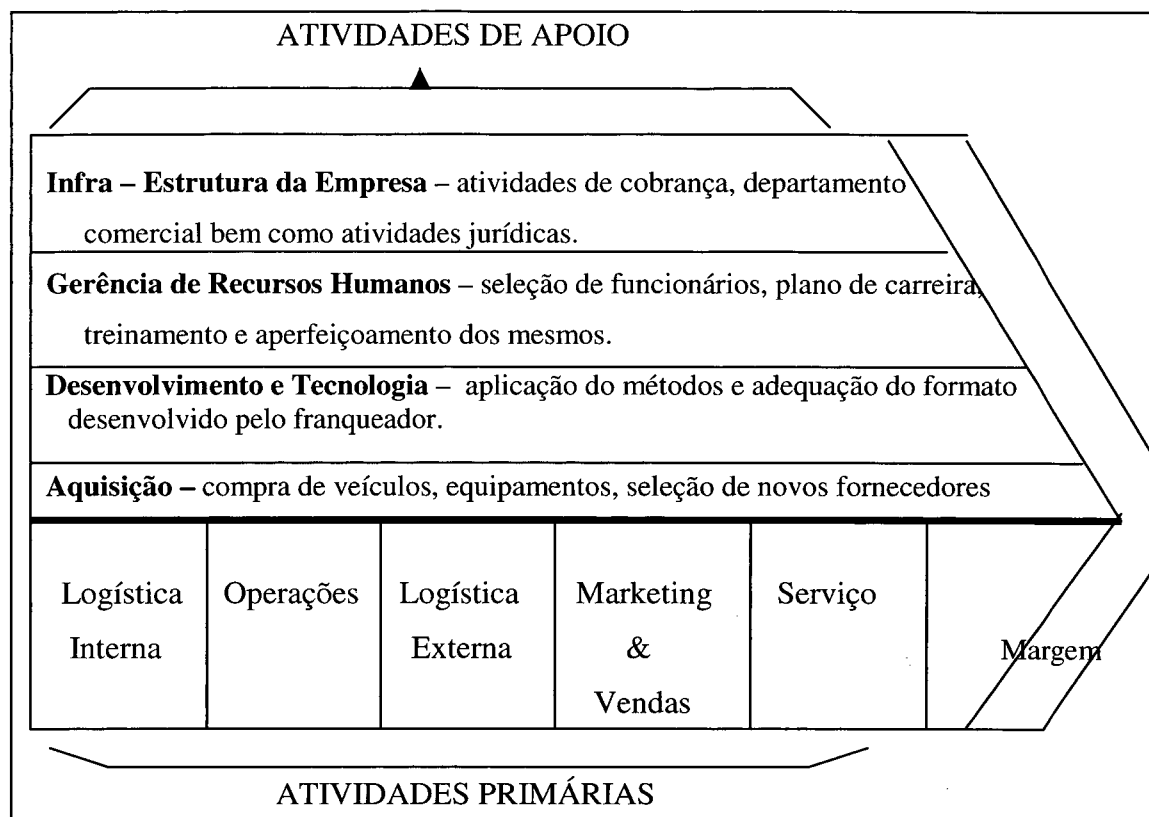 ATIVIDADES DE APOIO
Infra – Estrutura da Empresa – atividades de cobrança, departamento
comercial bem como atividades jurídicas.
Gerência de Recursos Humanos – seleção de funcionários, plano de carreira,
treinamento e aperfeiçoamento dos mesmos.
Desenvolvimento e Tecnologia – aplicação do métodos e adequação do formato
desenvolvido pelo franqueador.
Aquisição – compra de veículos, equipamentos, seleção de novos fornecedores
Logística
Interna
Operações
Logística
Externa
Marketing
&
Vendas
Serviço
Margem
ATIVIDADES PRIMÁRIAS